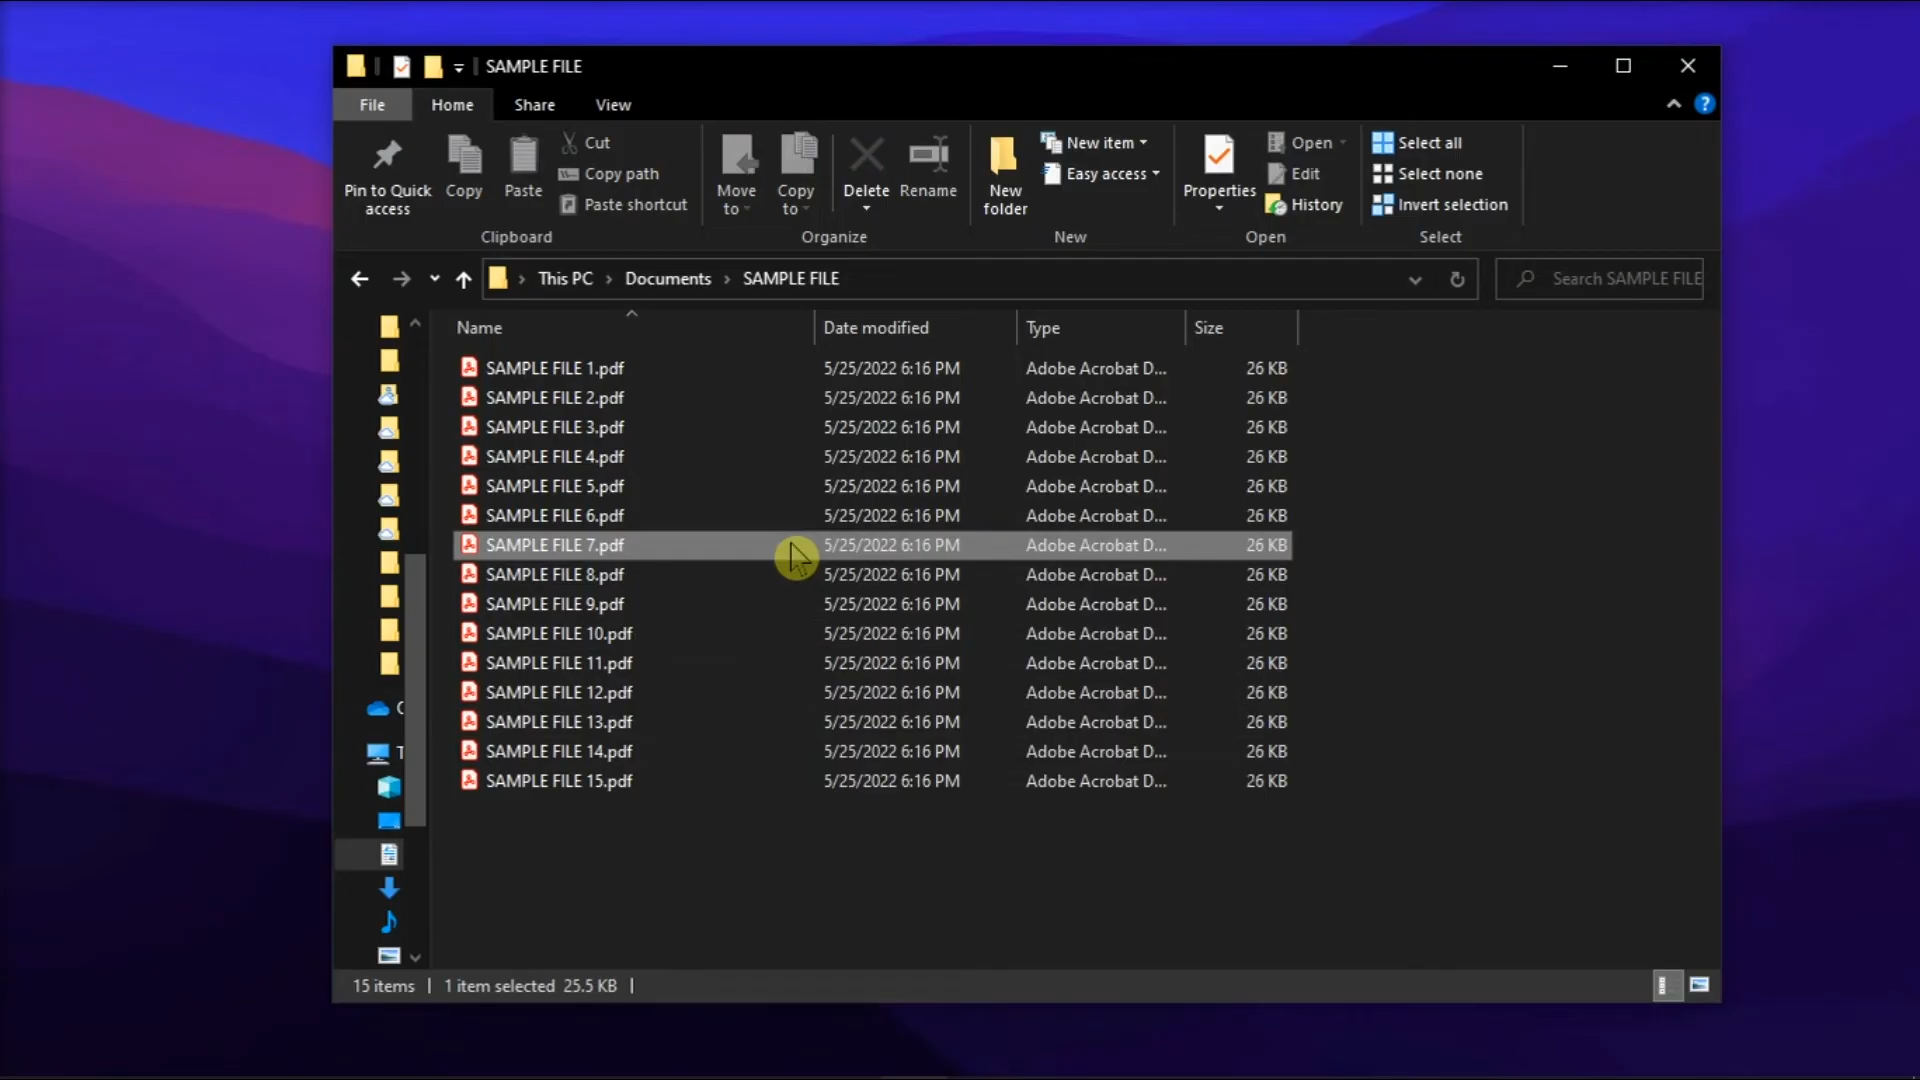 SAMPLE FILE
File Home Share View
Pin to Quick access
Copy
Paste
Cut
Copy path
Paste shortcut
Clipboard
Move to
Copy to
Delete
Rename
Organize
New folder
New item
Easy access
New
Properties
Open
Edit
History
Open
Select all
Select none
Invert selection
Select
This PC › Documents › SAMPLE FILE
Search SAMPLE FILE
Name Date modified Type Size
SAMPLE FILE 1.pdf 5/25/2022 6:16 PM Adobe Acrobat D... 26 KB
SAMPLE FILE 2.pdf 5/25/2022 6:16 PM Adobe Acrobat D... 26 KB
SAMPLE FILE 3.pdf 5/25/2022 6:16 PM Adobe Acrobat D... 26 KB
SAMPLE FILE 4.pdf 5/25/2022 6:16 PM Adobe Acrobat D... 26 KB
SAMPLE FILE 5.pdf 5/25/2022 6:16 PM Adobe Acrobat D... 26 KB
SAMPLE FILE 6.pdf 5/25/2022 6:16 PM Adobe Acrobat D... 26 KB
SAMPLE FILE 7.pdf 5/25/2022 6:16 PM Adobe Acrobat D... 26 KB
SAMPLE FILE 8.pdf 5/25/2022 6:16 PM Adobe Acrobat D... 26 KB
SAMPLE FILE 9.pdf 5/25/2022 6:16 PM Adobe Acrobat D... 26 KB
SAMPLE FILE 10.pdf 5/25/2022 6:16 PM Adobe Acrobat D... 26 KB
SAMPLE FILE 11.pdf 5/25/2022 6:16 PM Adobe Acrobat D... 26 KB
SAMPLE FILE 12.pdf 5/25/2022 6:16 PM Adobe Acrobat D... 26 KB
SAMPLE FILE 13.pdf 5/25/2022 6:16 PM Adobe Acrobat D... 26 KB
SAMPLE FILE 14.pdf 5/25/2022 6:16 PM Adobe Acrobat D... 26 KB
SAMPLE FILE 15.pdf 5/25/2022 6:16 PM Adobe Acrobat D... 26 KB
15 items | 1 item selected 25.5 KB |